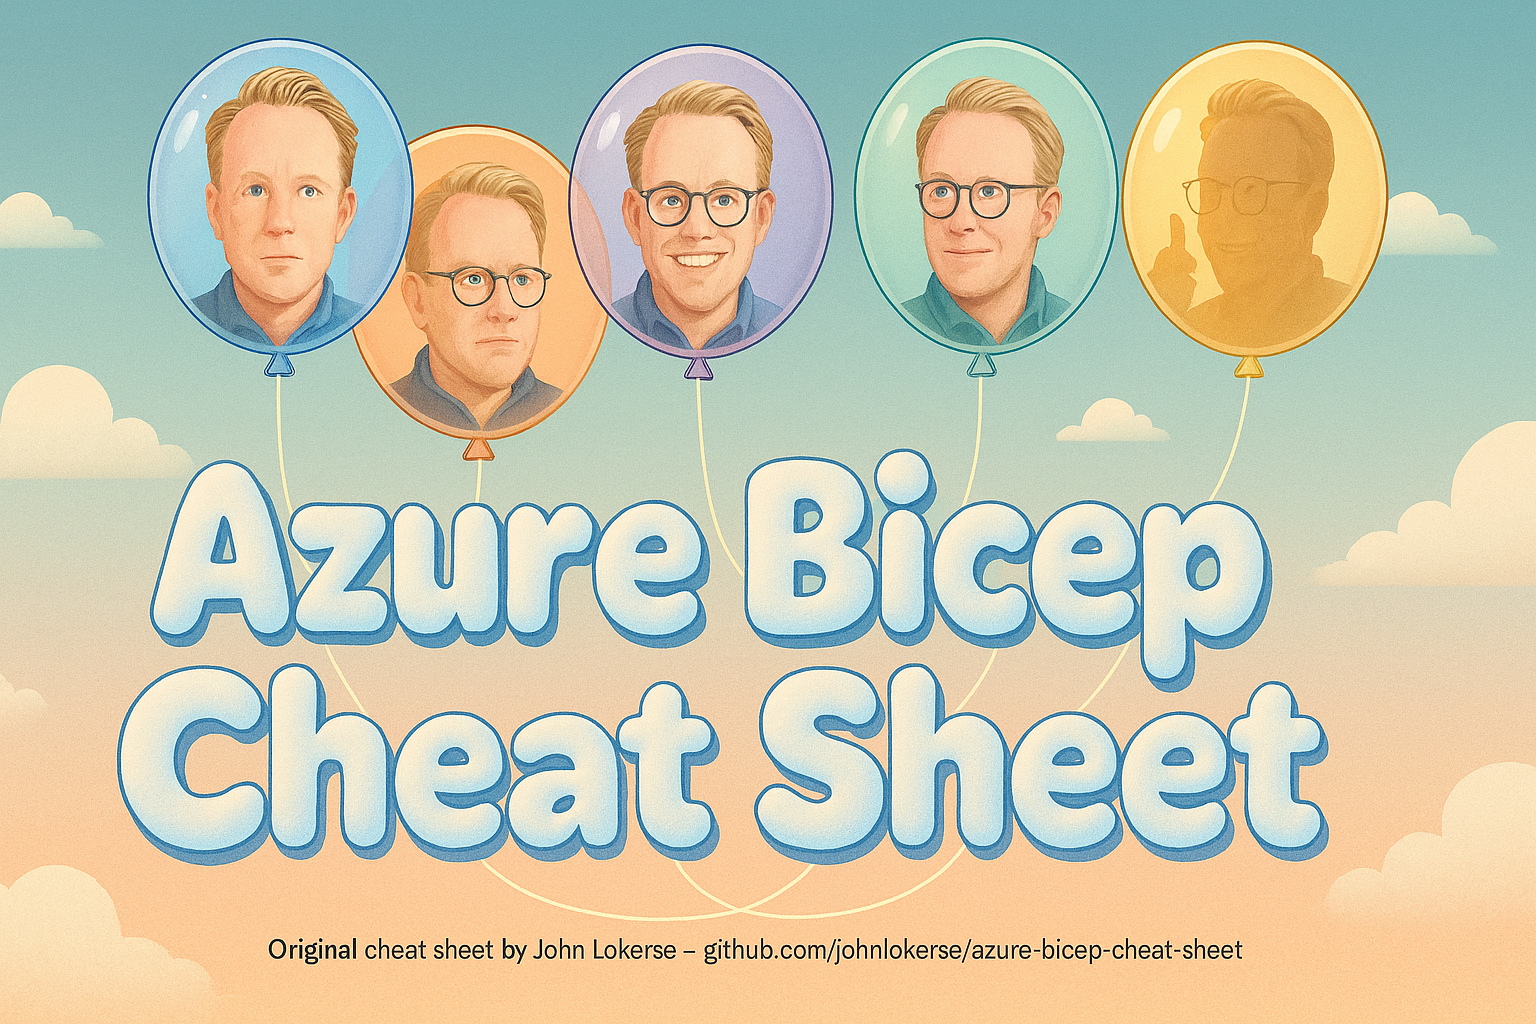 Azure Bicep
Cheat Sheet
Original cheat sheet by John Lokerse – github.com/johnlokerse/azure-bicep-cheat-sheet